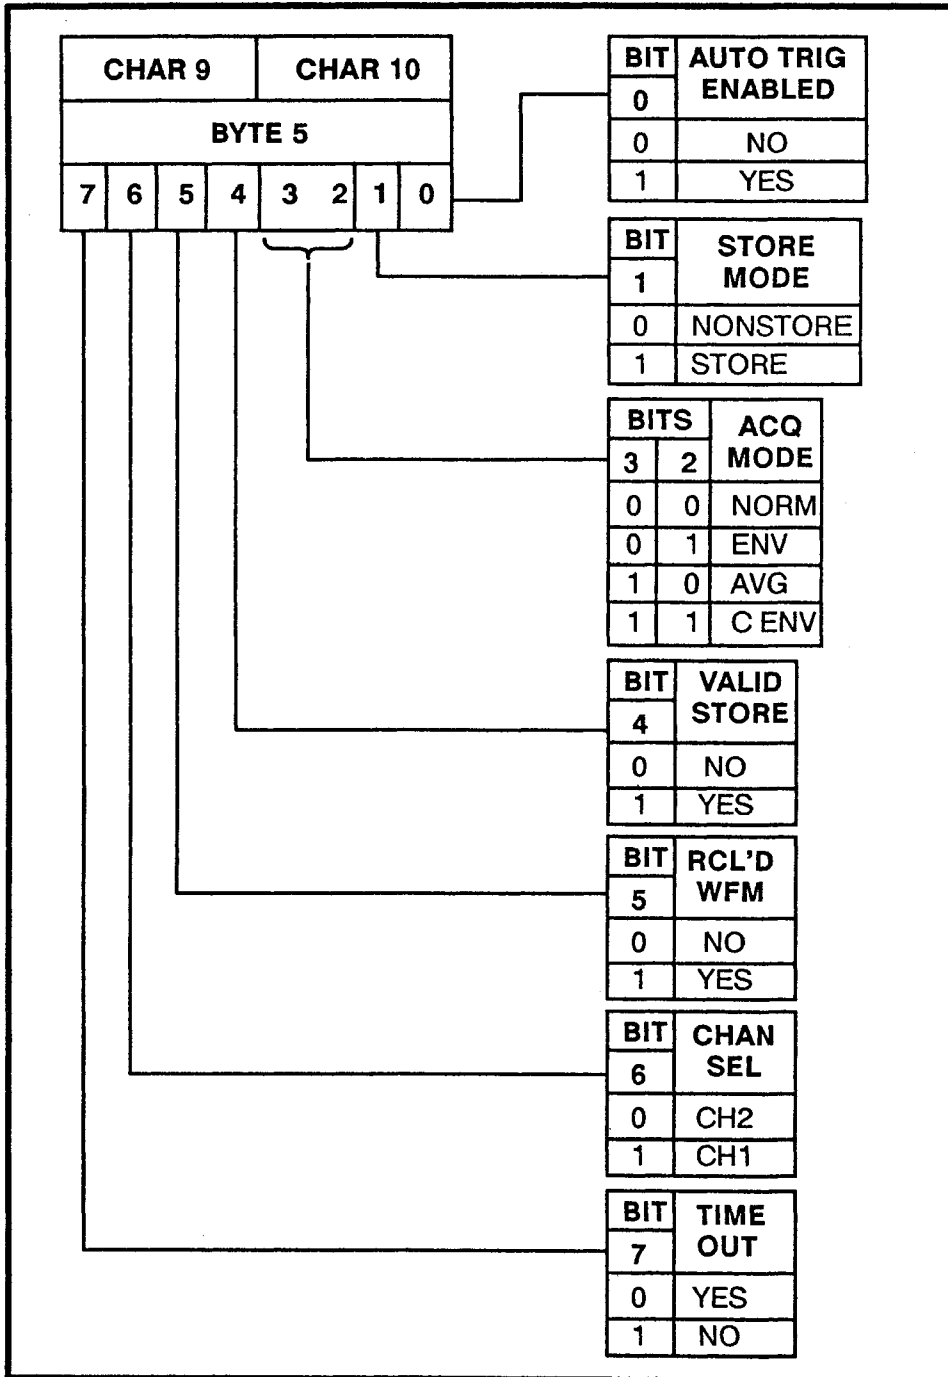 CHAR 9 CHAR 10
BYTE 5
7 6 5 4 3 2 1 0
BIT AUTO TRIG
ENABLED
0
0 NO
1 YES
BIT STORE
MODE
1
0 NONSTORE
1 STORE
BITS ACQ
MODE
3 2
0 0 NORM
0 1 ENV
1 0 AVG
1 1 C ENV
BIT VALID
STORE
4
0 NO
1 YES
BIT RCL'D
WFM
5
0 NO
1 YES
BIT CHAN
SEL
6
0 CH2
1 CH1
BIT TIME
OUT
7
0 YES
1 NO